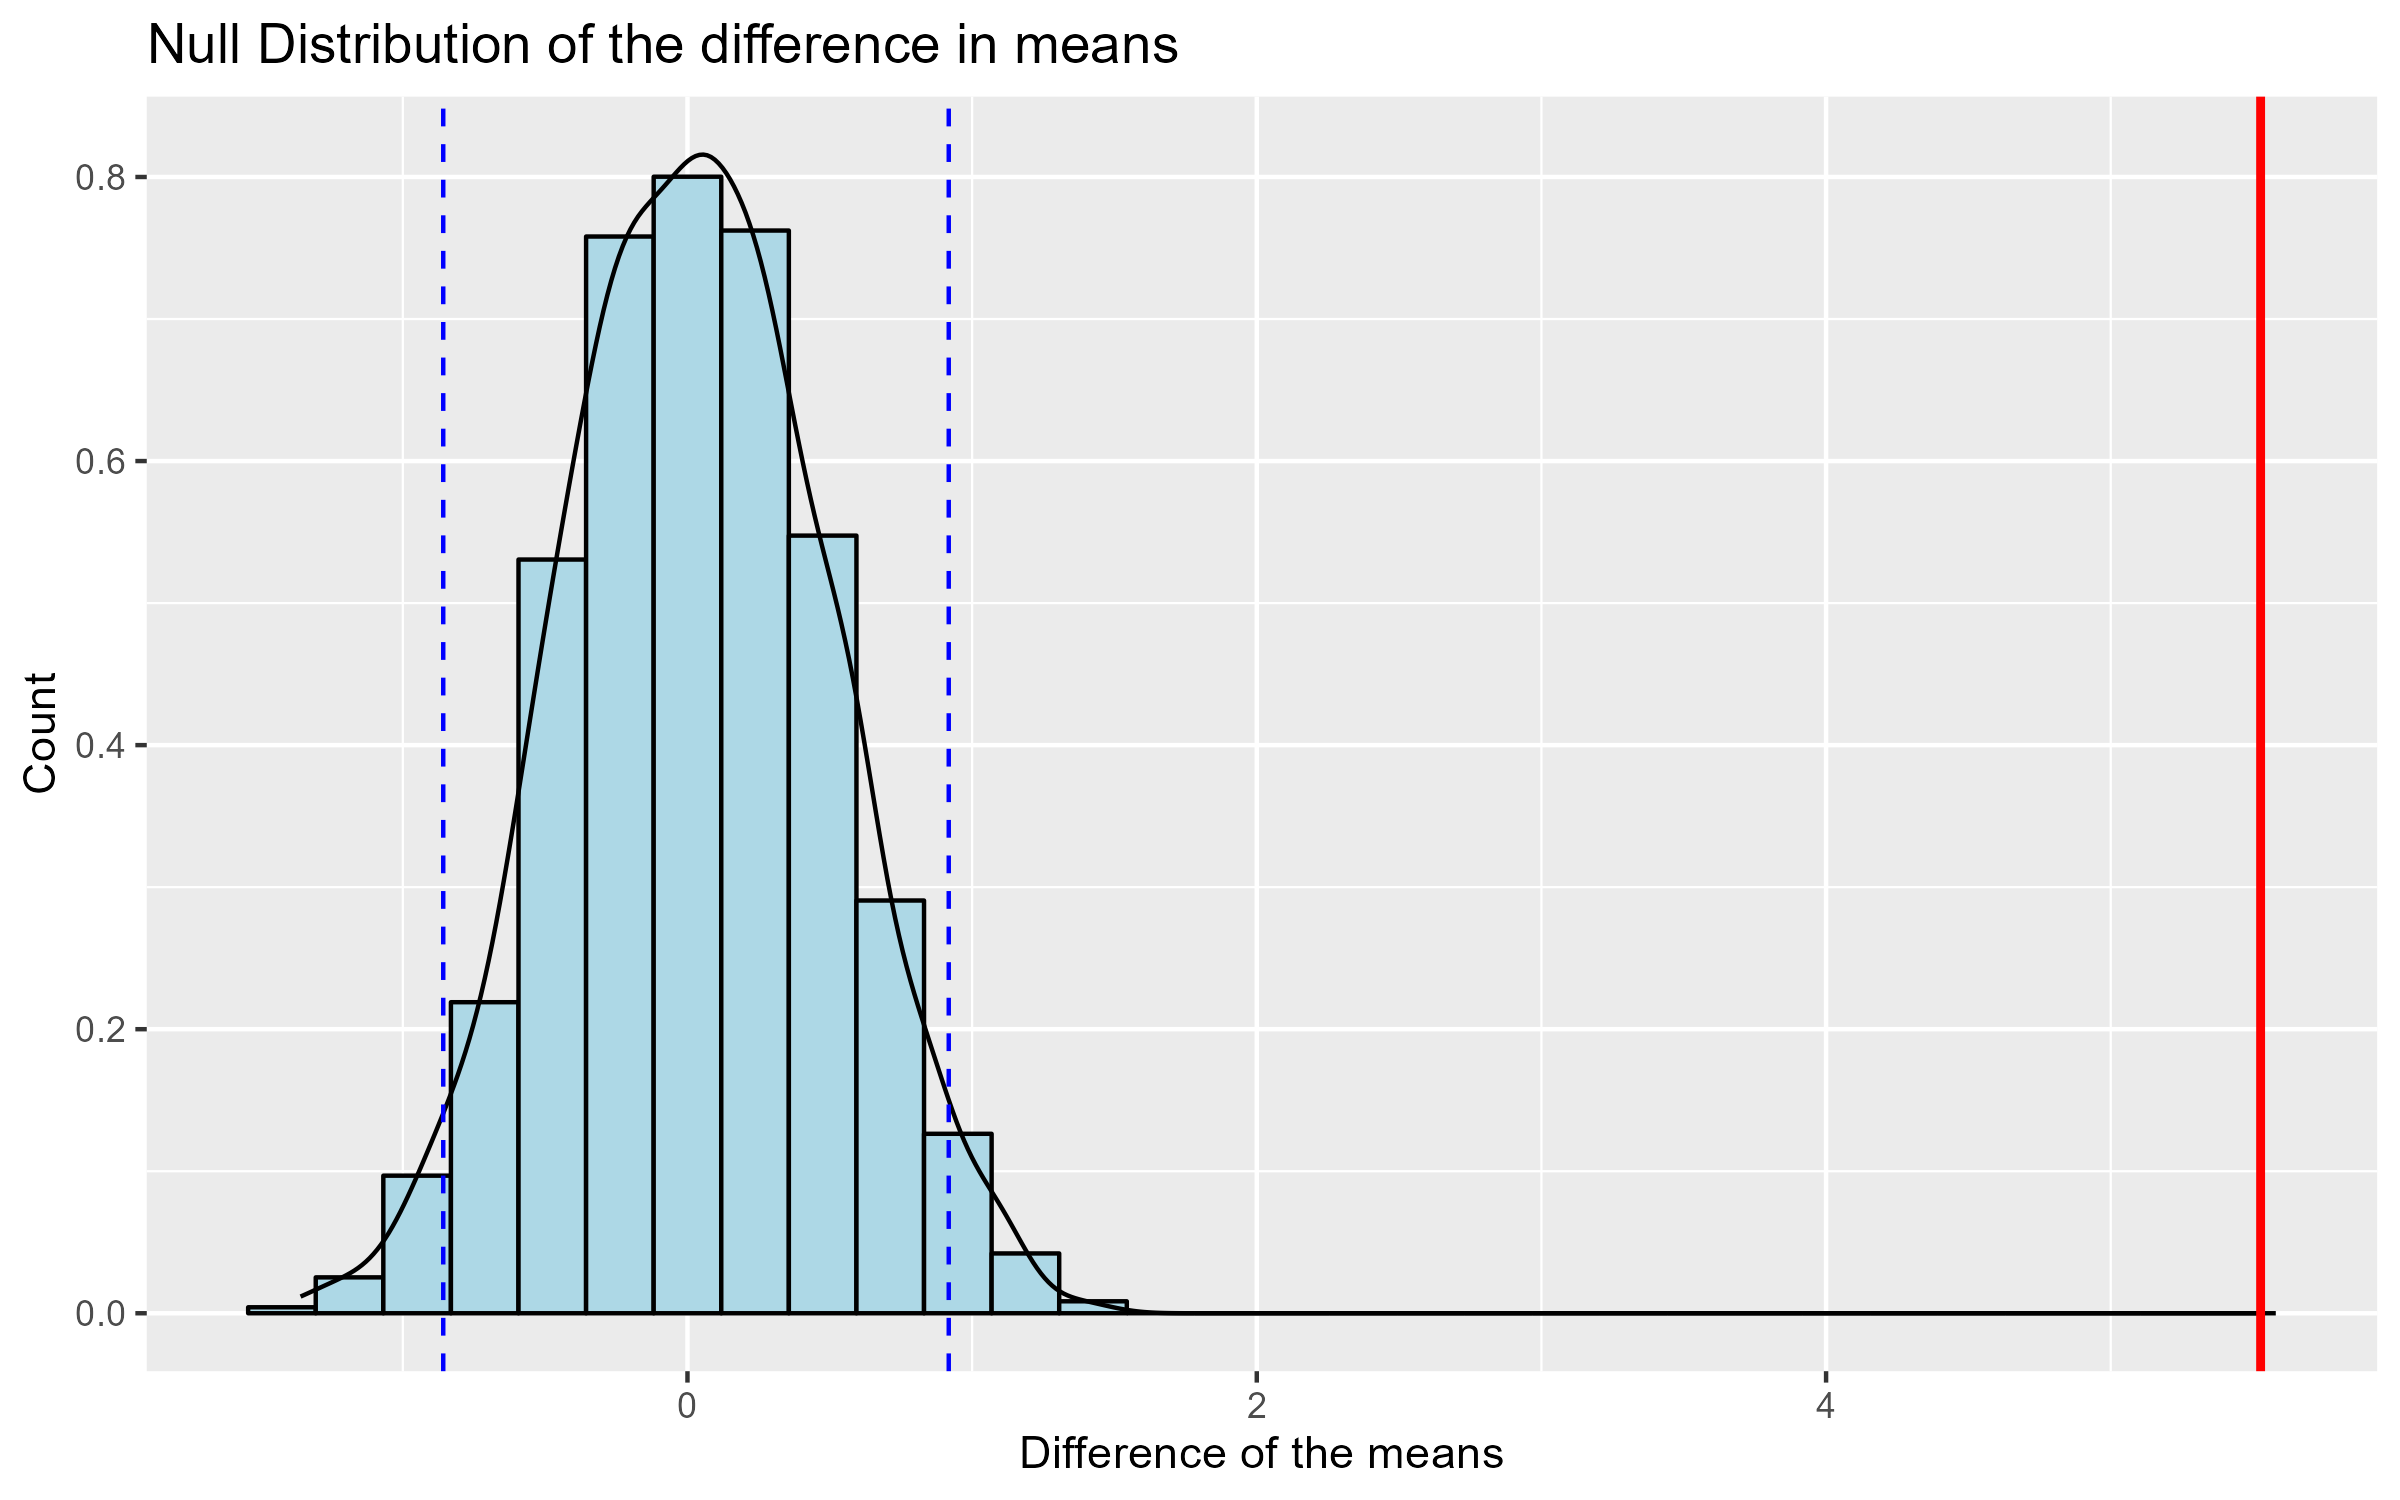 Null Distribution of the difference in means
0.8
0.6
0.4
0.2
0.0
Count
0
2
4
Difference of the means